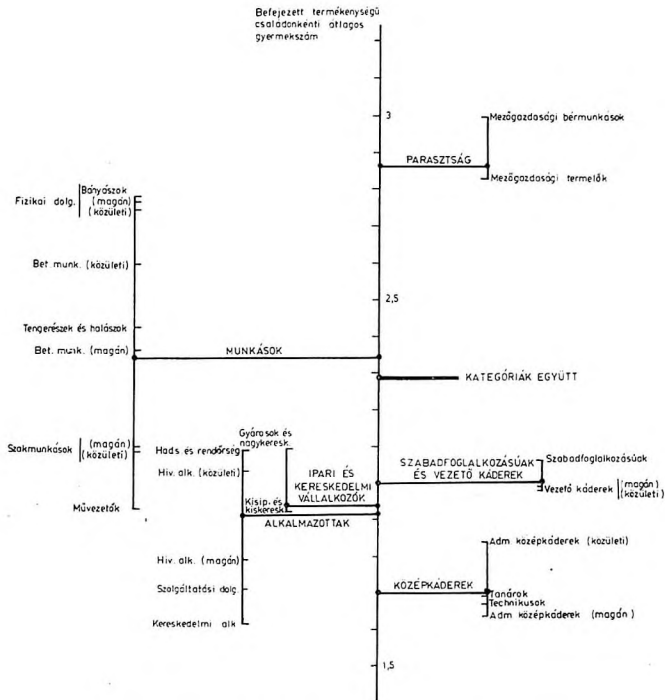 Befejezett termékenységű
családonkénti átlagos
gyermekszám
3
Mezőgazdasági bérmunkások
PARASZTSÁG
Mezőgazdasági termelők
Bányászok
Fizikai dolg. (magán)
(közületi)
Bet. munk. (közületi)
2,5
Tengerészek és halászok
Bet. munk. (magán)
MUNKÁSOK
KATEGÓRIÁK EGYÜTT
Gyárosok és
nagykeresk.
Szakmunkások (magán)
(közületi)
Hads. és rendőrség
Hiv. alk. (közületi)
IPARI ÉS
KERESKEDELMI
VÁLLALKOZÓK
SZABADFOGLALKOZÁSÚAK
ÉS VEZETŐ KÁDEREK
Szabadfoglalkozásúak
Vezető káderek (magán)
(közületi)
Művezetők
Kisip. és
kiskeresk.
ALKALMAZOTTAK
Adm. középkáderek (közületi)
Hiv. alk. (magán)
KÖZÉPKÁDEREK
Szolgáltatási dolg.
Tanárok
Technikusok
Adm. középkáderek (magán)
Kereskedelmi alk
1,5